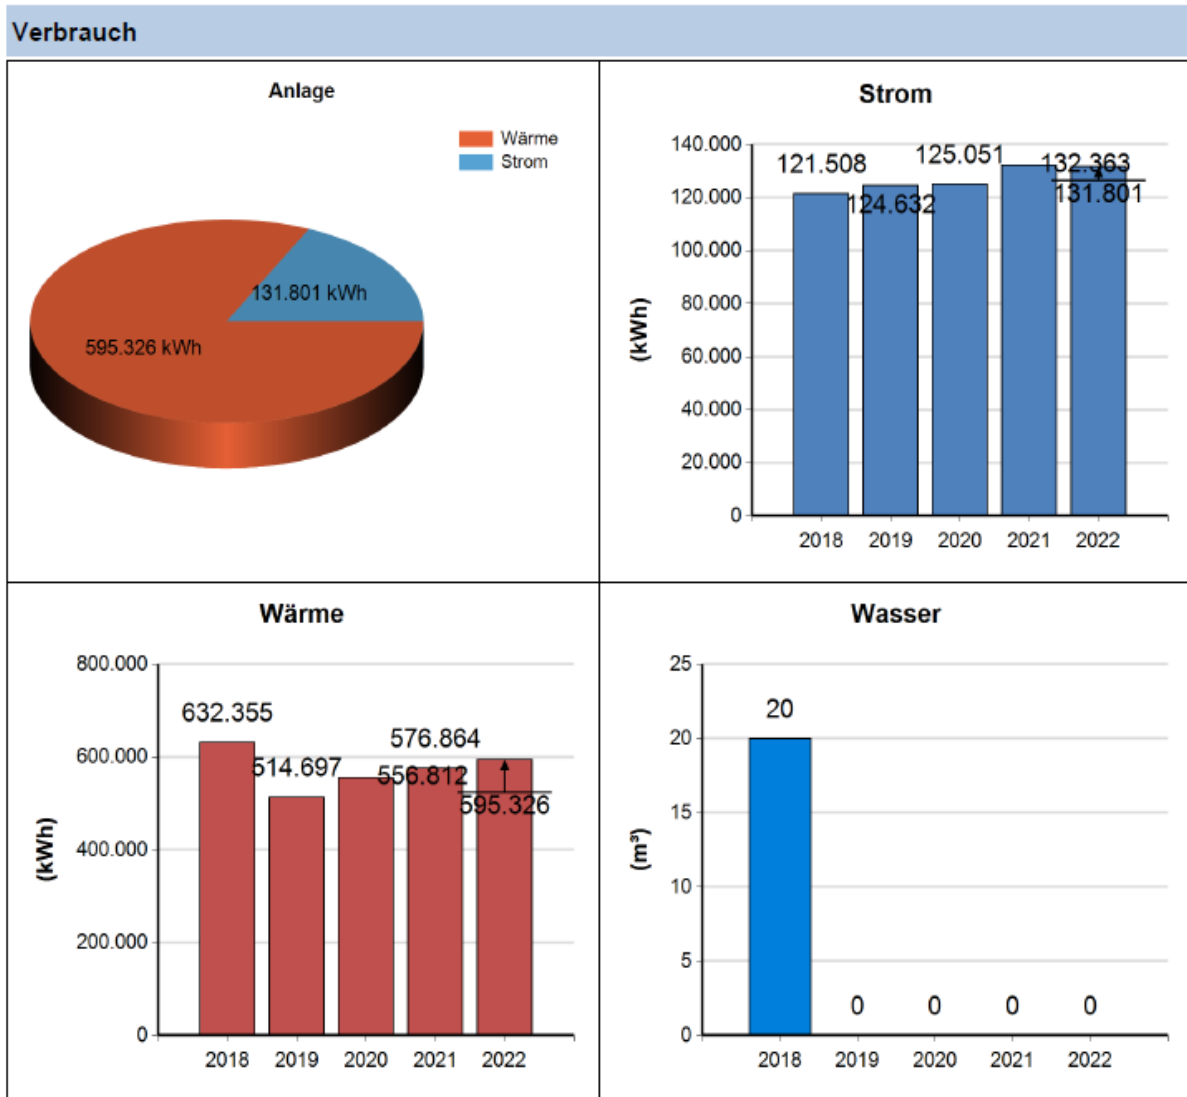 Verbrauch
Anlage
Wärme
Strom
131.801 kWh
595.326 kWh
Strom
140.000
120.000
100.000
80.000
60.000
40.000
20.000
0
(kWh)
121.508
124.632
125.051
132.363
131.801
2018 2019 2020 2021 2022
Wärme
800.000
600.000
400.000
200.000
0
(kWh)
632.355
514.697
556.812
576.864
595.326
2018 2019 2020 2021 2022
Wasser
25
20
15
10
5
0
(m³)
20
0 0 0 0
2018 2019 2020 2021 2022